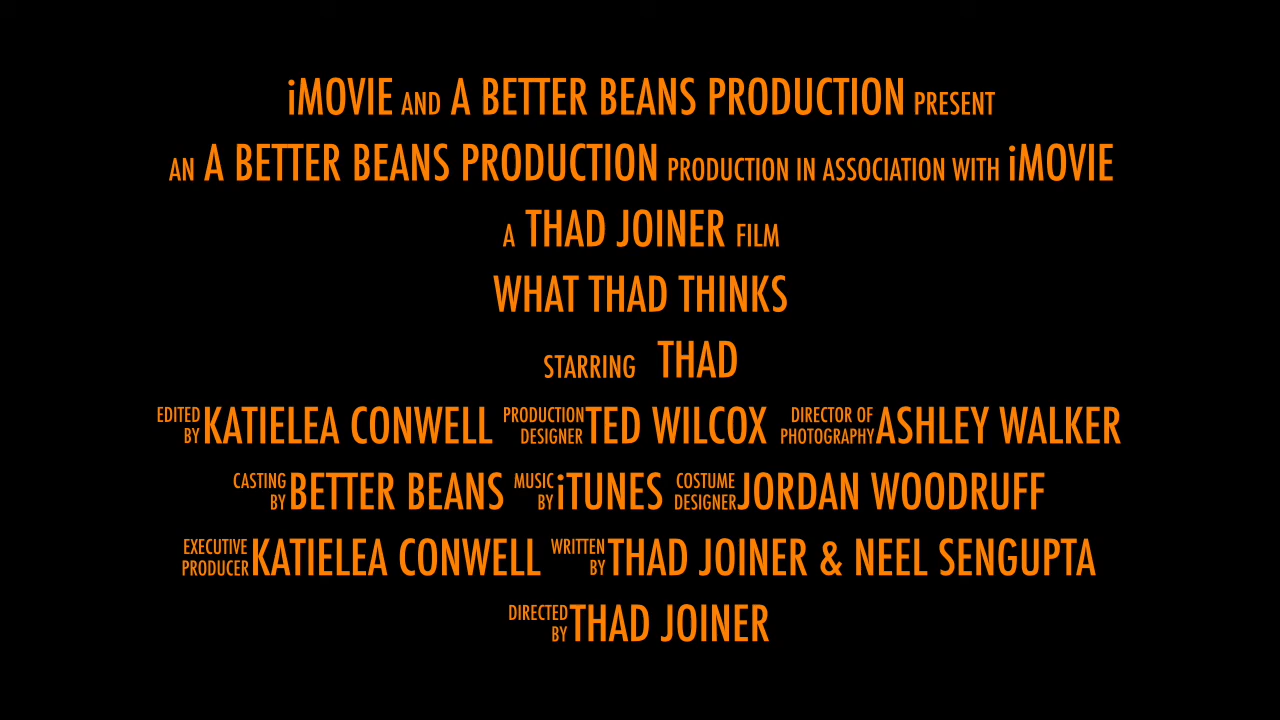 iMOVIE AND A BETTER BEANS PRODUCTION PRESENT
AN A BETTER BEANS PRODUCTION PRODUCTION IN ASSOCIATION WITH iMOVIE
A THAD JOINER FILM
WHAT THAD THINKS
STARRING THAD
EDITED BY KATIELEA CONWELL PRODUCTION DESIGNER TED WILCOX DIRECTOR OF PHOTOGRAPHY ASHLEY WALKER
CASTING BY BETTER BEANS MUSIC BY iTUNES COSTUME DESIGNER JORDAN WOODRUFF
EXECUTIVE PRODUCER KATIELEA CONWELL WRITTEN BY THAD JOINER & NEEL SENGUPTA
DIRECTED BY THAD JOINER